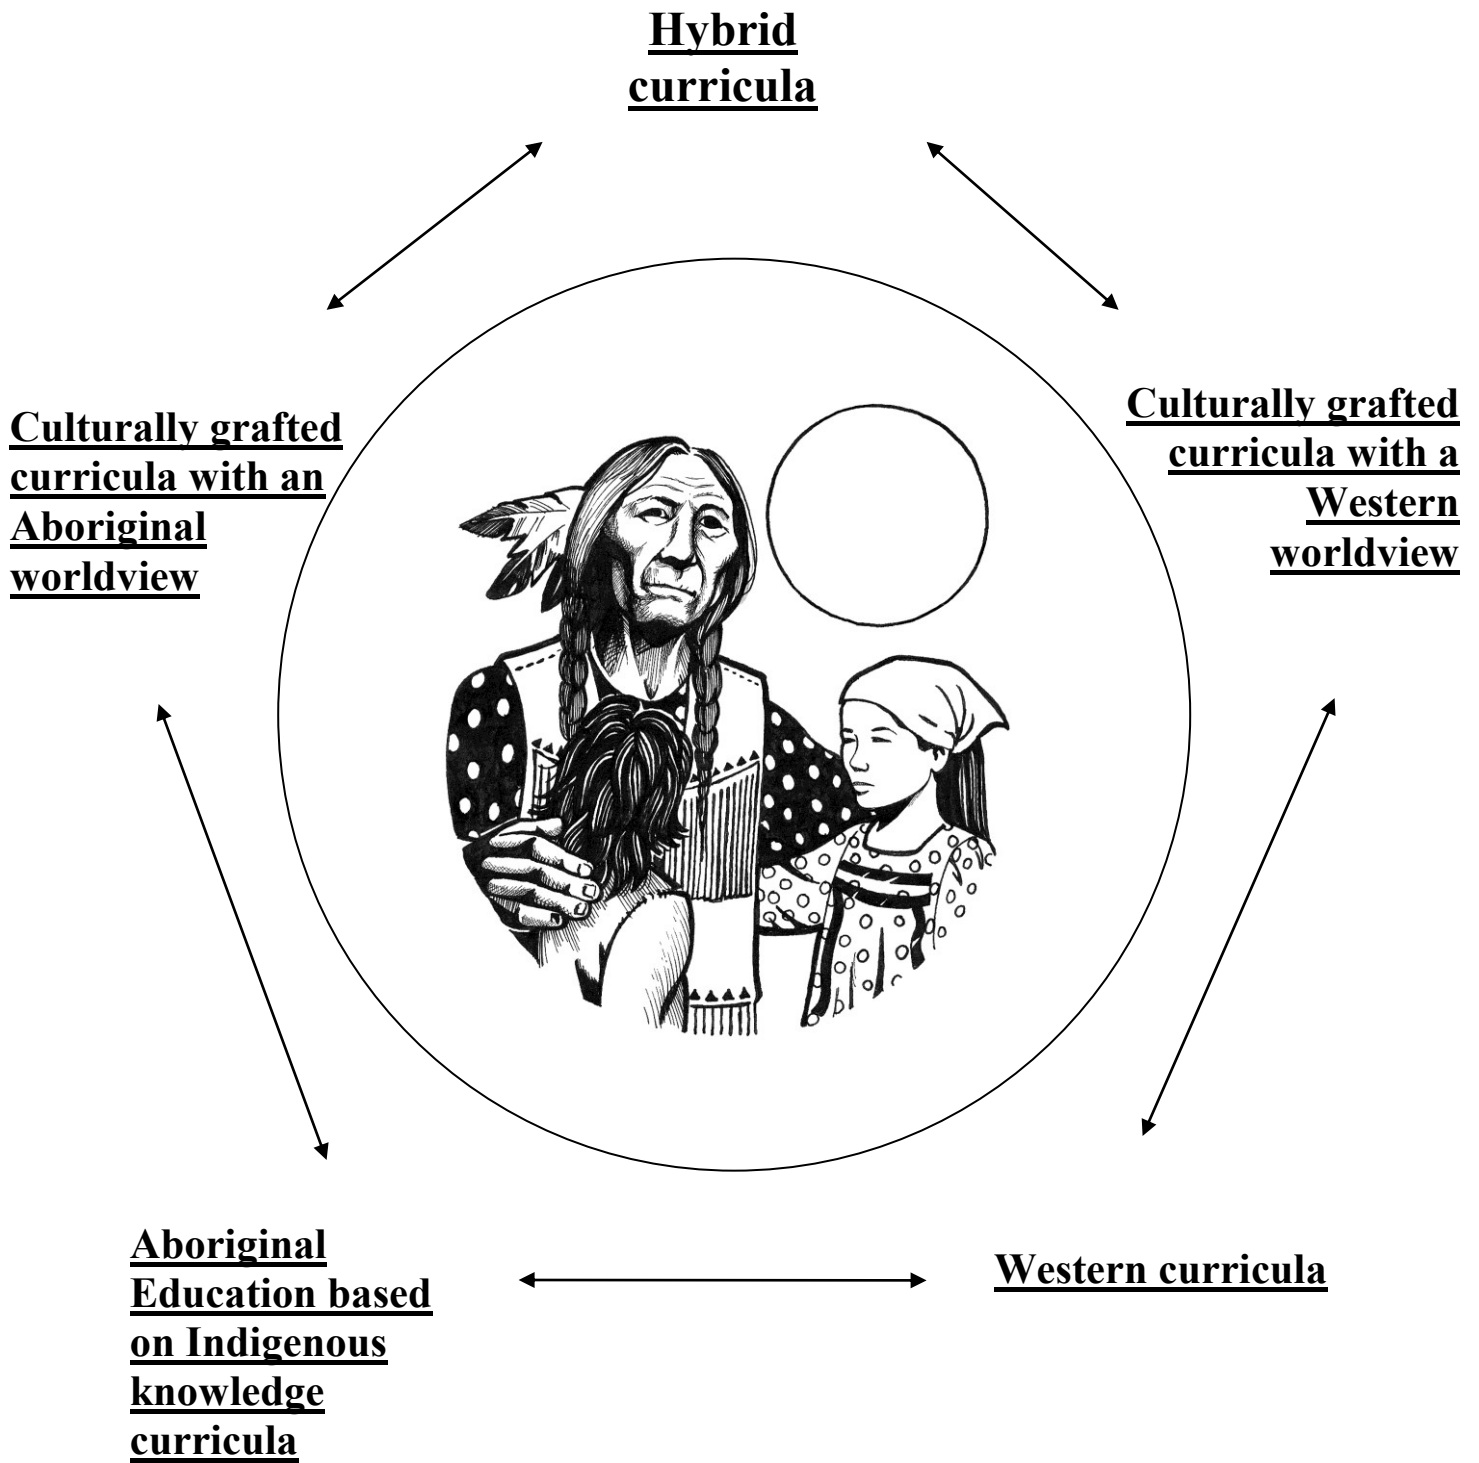 Hybrid
curricula
Culturally grafted
curricula with an
Aboriginal
worldview
Culturally grafted
curricula with a
Western
worldview
Aboriginal
Education based
on Indigenous
knowledge
curricula
Western curricula